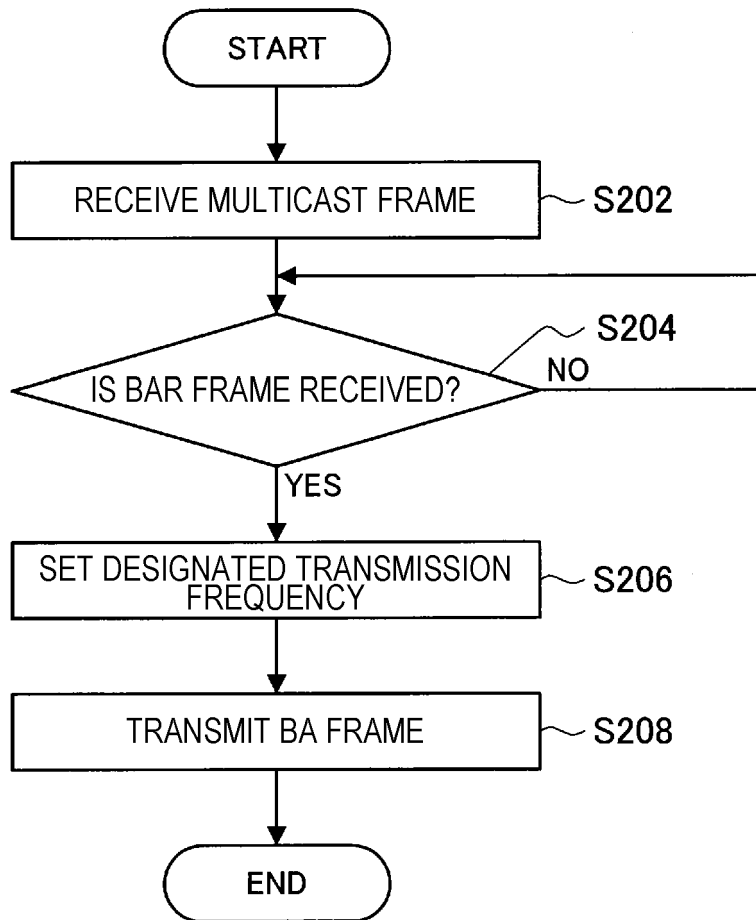 START
RECEIVE MULTICAST FRAME
S202
S204
IS BAR FRAME RECEIVED?
NO
YES
SET DESIGNATED TRANSMISSION
FREQUENCY
S206
TRANSMIT BA FRAME
S208
END